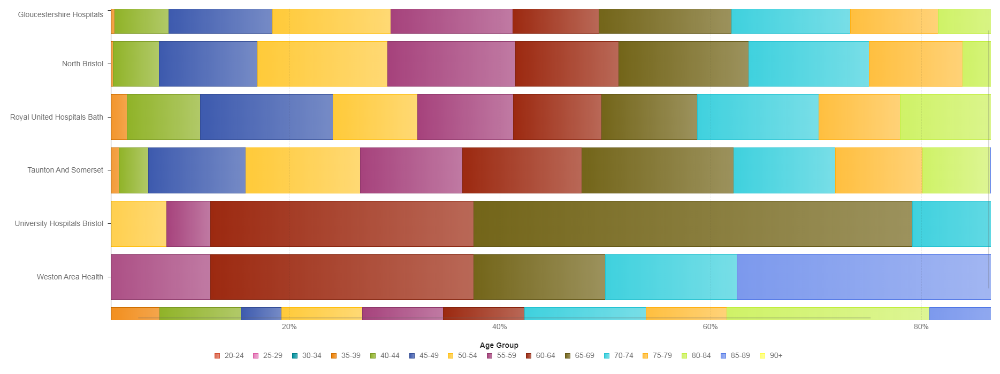 Gloucestershire Hospitals
North Bristol
Royal United Hospitals Bath
Taunton And Somerset
University Hospitals Bristol
Weston Area Health
20% 40% 60% 80%
Age Group
20-24 25-29 30-34 35-39 40-44 45-49 50-54 55-59 60-64 65-69 70-74 75-79 80-84 85-89 90+